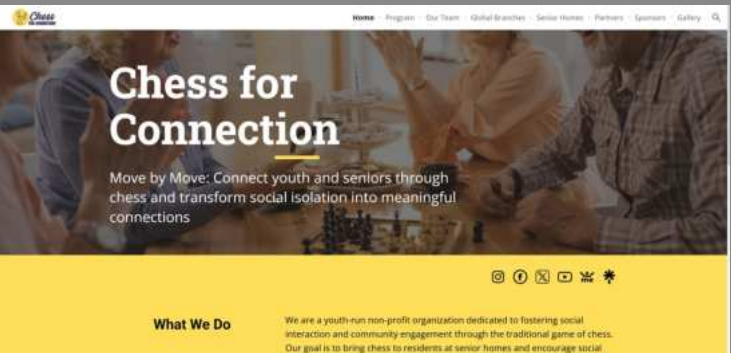 Chess
FOR CONNECTION
Home Program Our Team Global Branches Senior Homes Partners Sponsors Gallery
Chess for
Connection
Move by Move: Connect youth and seniors through
chess and transform social isolation into meaningful
connections
What We Do
We are a youth-run non-profit organization dedicated to fostering social
interaction and community engagement through the traditional game of chess.
Our goal is to bring chess to residents at senior homes and encourage social